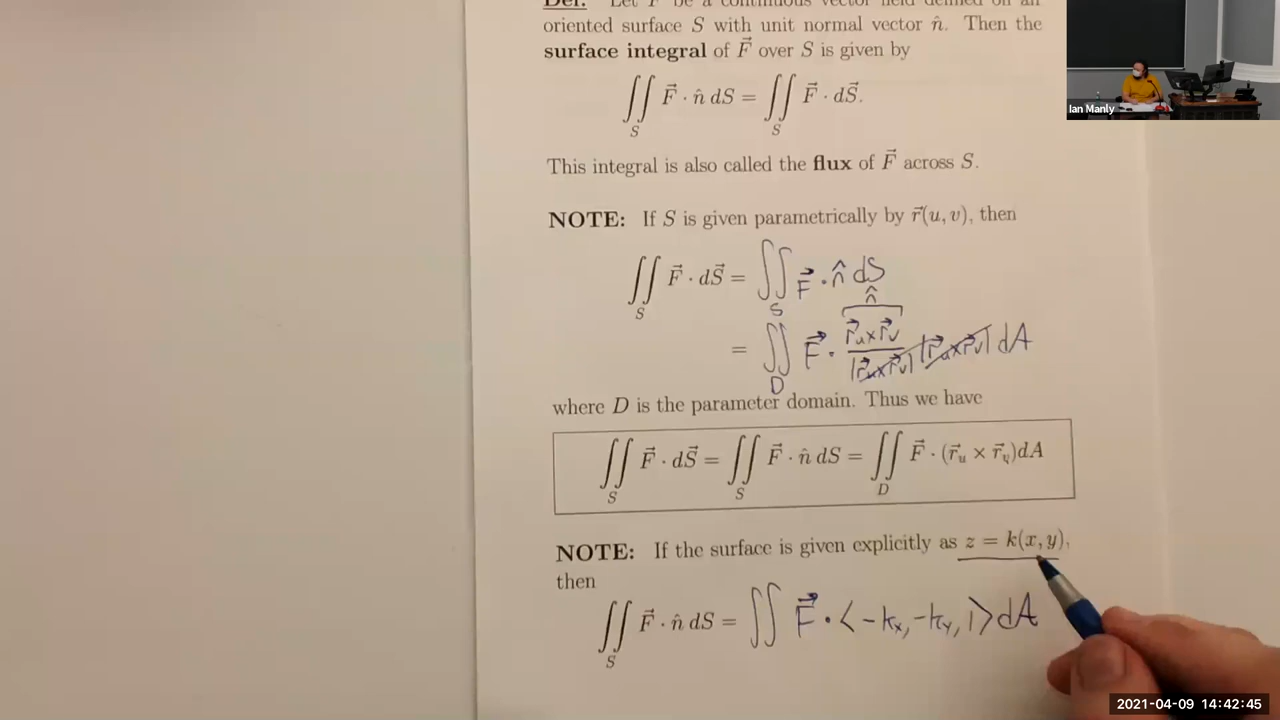 Def: Let F⃗ be a continuous vector field defined on an
oriented surface S with unit normal vector n̂. Then the
surface integral of F⃗ over S is given by
∬_S F⃗ · n̂ dS = ∬_S F⃗ · dS⃗.
This integral is also called the flux of F⃗ across S.
NOTE: If S is given parametrically by r⃗(u, v), then
∬_S F⃗ · dS⃗ = ∬_S F⃗ · n̂ dS
n̂
= ∬_D F⃗ · (r⃗_u × r⃗_v)/|r⃗_u × r⃗_v| |r⃗_u × r⃗_v| dA
where D is the parameter domain. Thus we have
∬_S F⃗ · dS⃗ = ∬_S F⃗ · n̂ dS = ∬_D F⃗ · (r⃗_u × r⃗_v)dA
NOTE: If the surface is given explicitly as z = k(x, y),
then
∬_S F⃗ · n̂ dS = ∬ F⃗ · ⟨-k_x, -k_y, 1⟩ dA
Ian Manly
2021-04-09 14:42:45